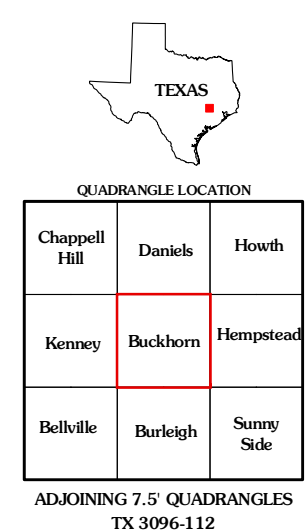 TEXAS
QUADRANGLE LOCATION
Chappell
Hill
Daniels
Howth
Kenney
Buckhorn
Hempstead
Bellville
Burleigh
Sunny
Side
ADJOINING 7.5' QUADRANGLES
TX 3096-112